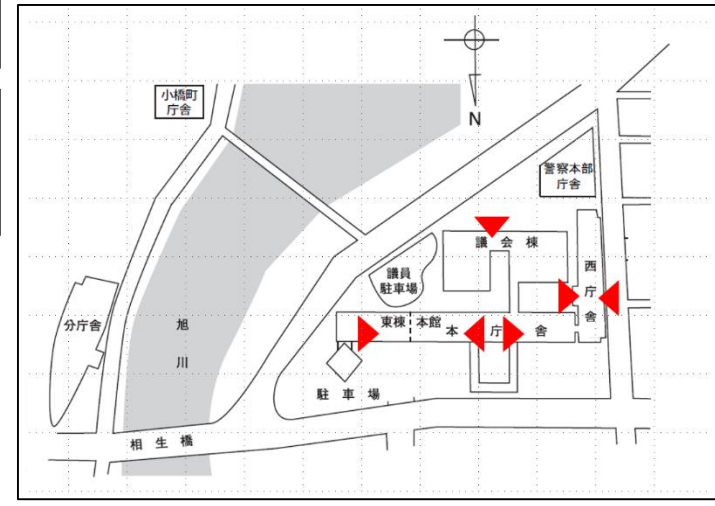 小橋町
庁舎
N
警察本部
庁舎
議会棟
議員
駐車場
西庁舎
分庁舎
旭川
東棟
本館
本庁舎
駐車場
相生橋